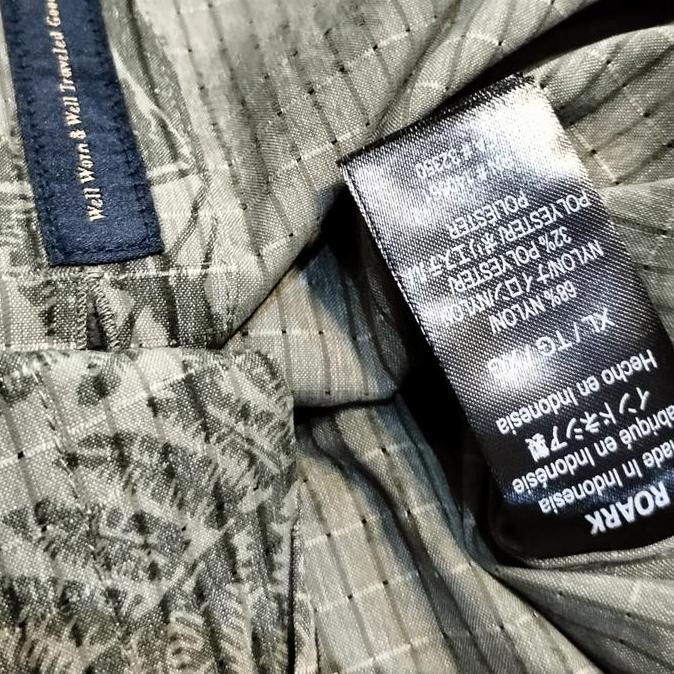 Well Worn & Well Traveled
ROARK
Made in Indonesia
Fabriqué en Indonésie
インドネシア製
Hecho en Indonesia
XL / TG /
68% NYLON/
NYLON/ナイロン/NYLON
32% POLYESTER/
POLYESTER/ポリエステル/
POLYESTER